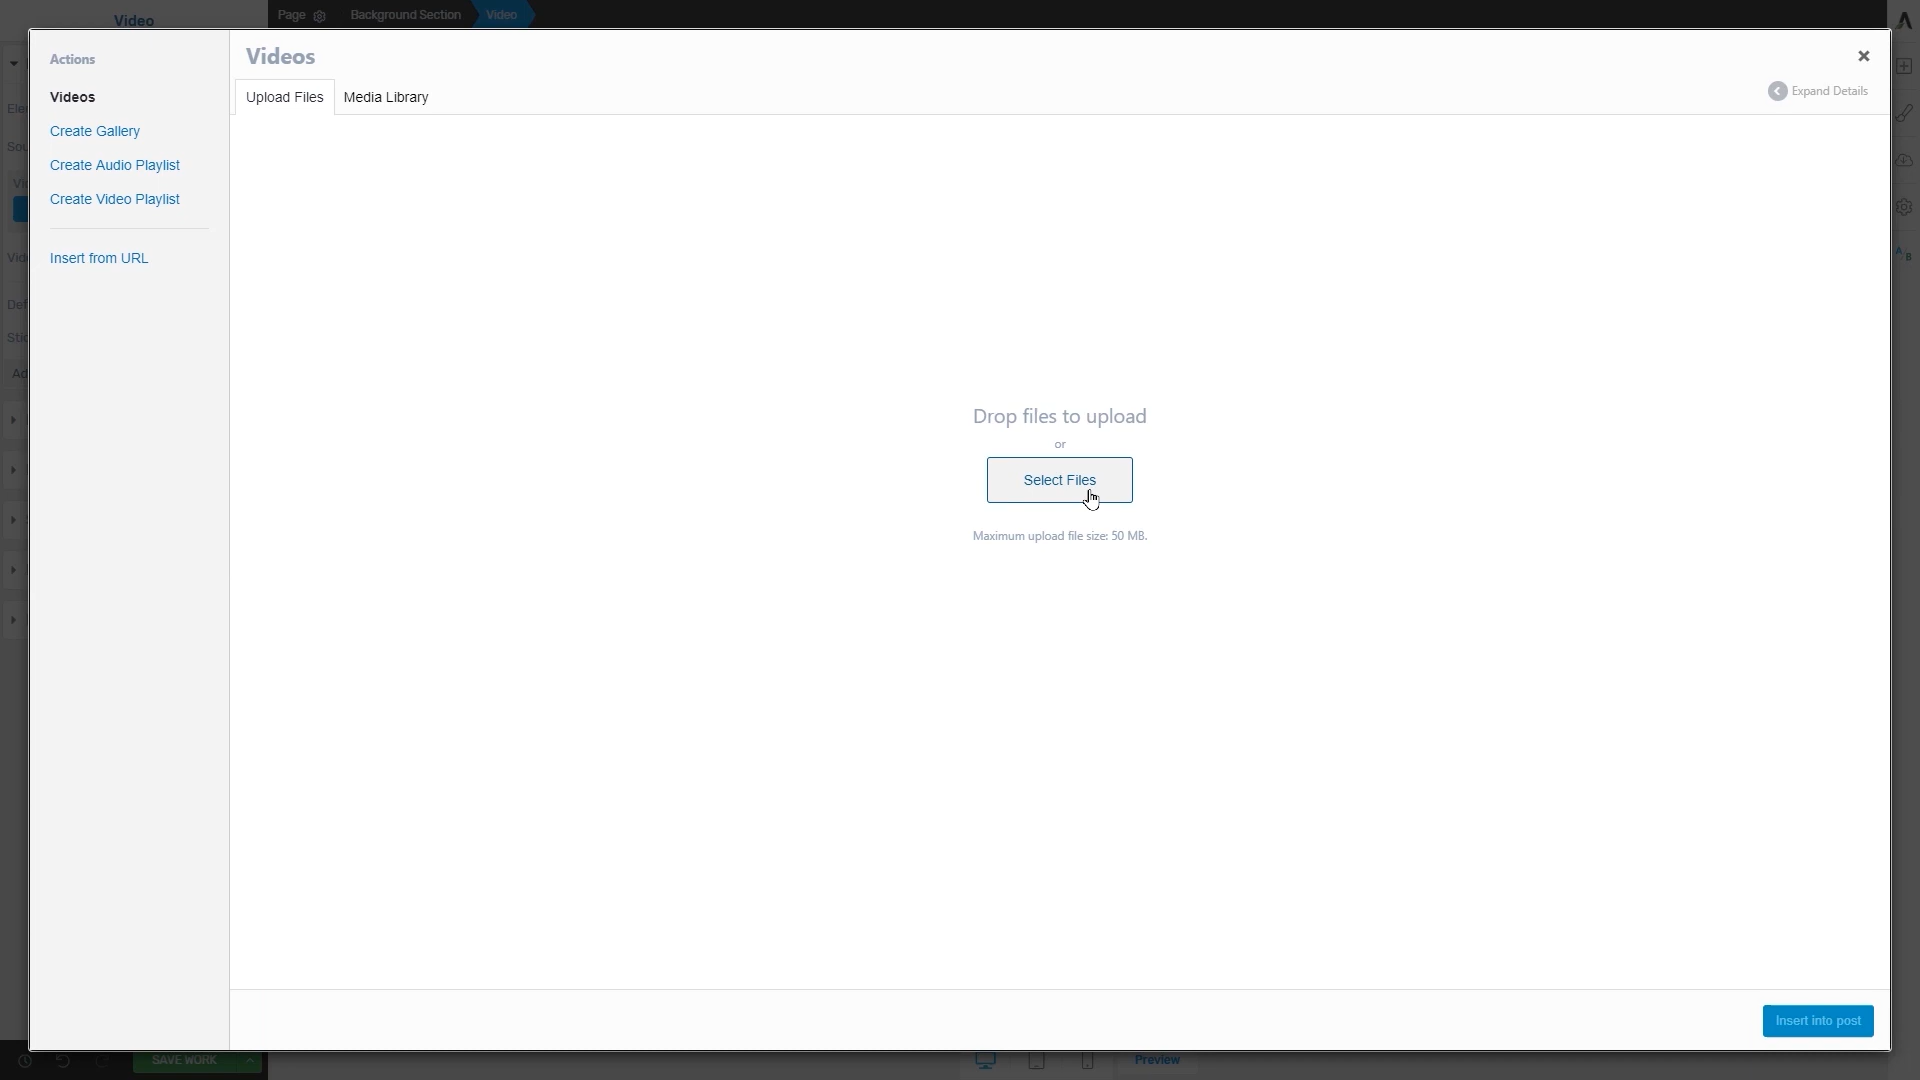 Video
Page
Background Section
Video
Actions
Videos
Create Gallery
Create Audio Playlist
Create Video Playlist
Insert from URL
Videos
Upload Files
Media Library
Expand Details
Drop files to upload
or
Select Files
Maximum upload file size: 50 MB.
Insert into post
SAVE WORK
Preview